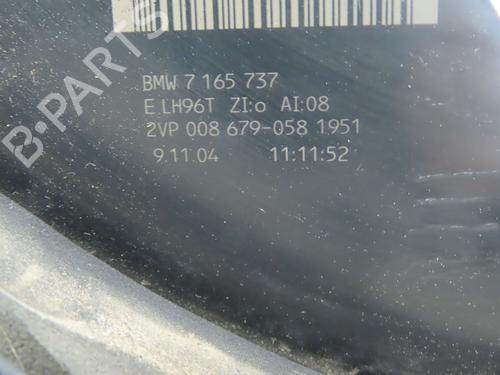 B-PARTS
BMW 7 165 737
E LH96T ZI:o AI:08
2VP 008 679-058 1951
9.11.04 11:11:52